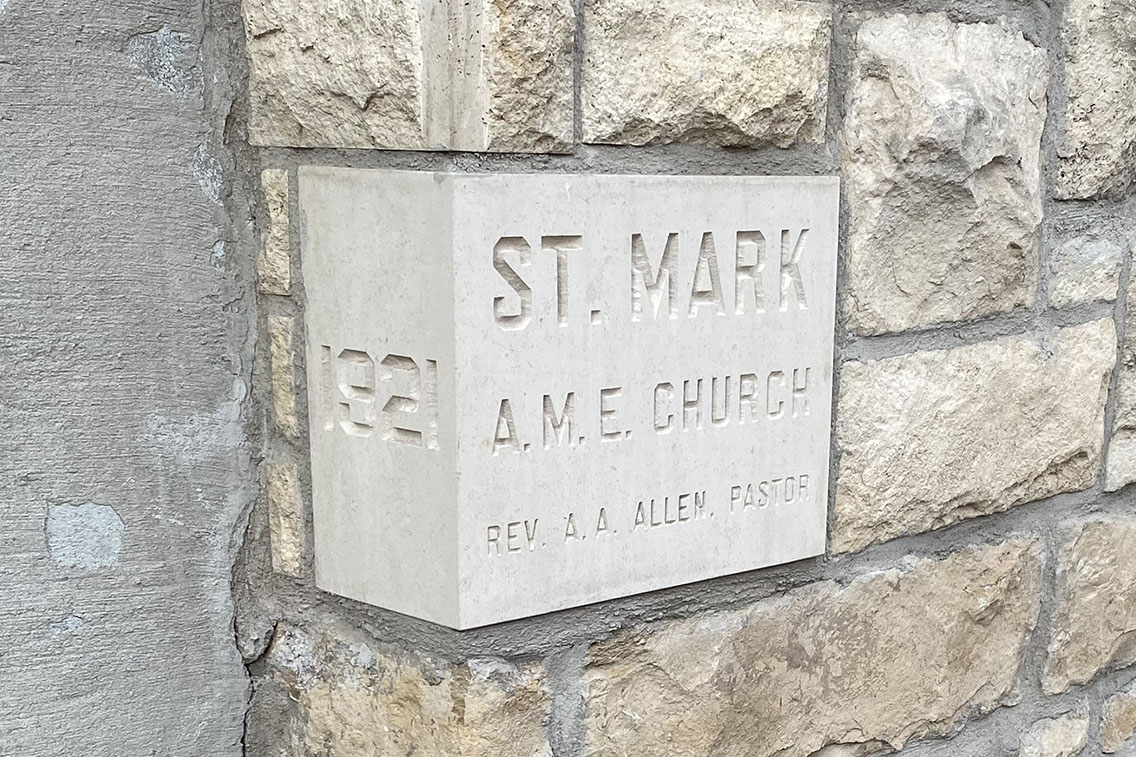 1921
ST. MARK
A.M.E. CHURCH
REV. A.A. ALLEN, PASTOR